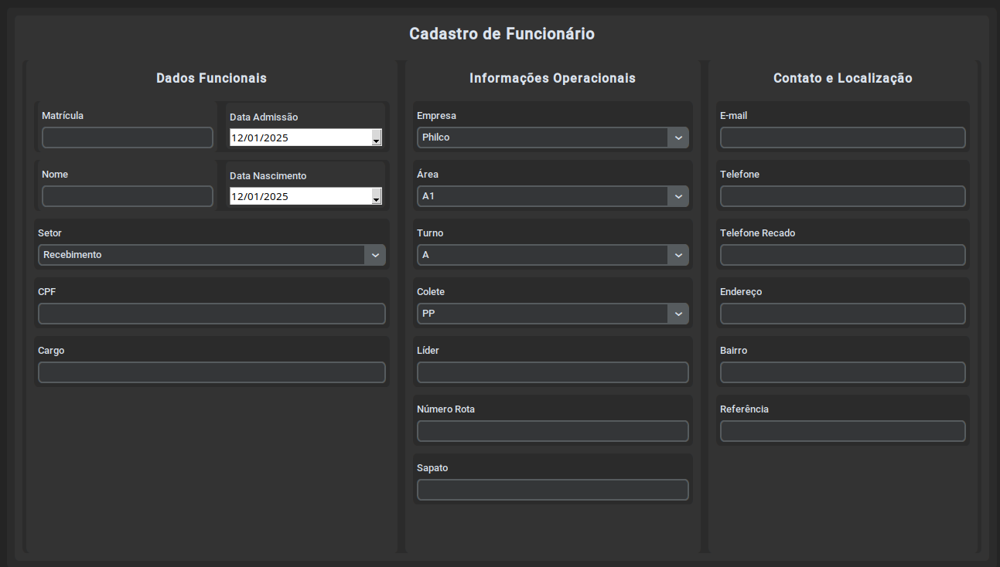 Cadastro de Funcionário
Dados Funcionais
Matrícula
Data Admissão
12/01/2025
Nome
Data Nascimento
12/01/2025
Setor
Recebimento
CPF
Cargo
Informações Operacionais
Empresa
Philco
Área
A1
Turno
A
Colete
PP
Líder
Número Rota
Sapato
Contato e Localização
E-mail
Telefone
Telefone Recado
Endereço
Bairro
Referência